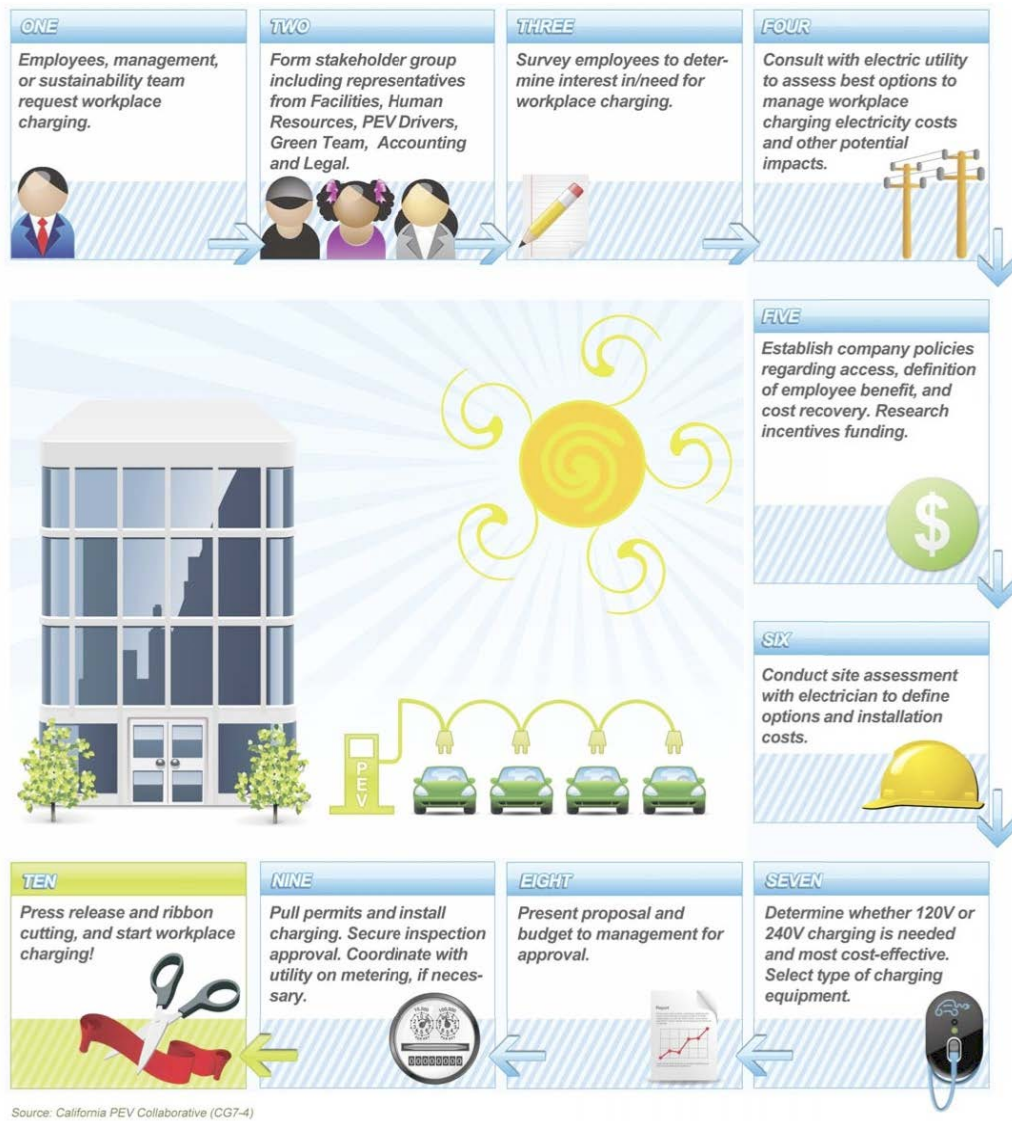 ONE
Employees, management,
or sustainability team
request workplace
charging.
TWO
Form stakeholder group
including representatives
from Facilities, Human
Resources, PEV Drivers,
Green Team, Accounting
and Legal.
THREE
Survey employees to deter-
mine interest in/need for
workplace charging.
FOUR
Consult with electric utility
to assess best options to
manage workplace
charging electricity costs
and other potential
impacts.
FIVE
Establish company policies
regarding access, definition
of employee benefit, and
cost recovery. Research
incentives funding.
$
SIX
Conduct site assessment
with electrician to define
options and installation
costs.
PEV
SEVEN
Determine whether 120V or
240V charging is needed
and most cost-effective.
Select type of charging
equipment.
EIGHT
Present proposal and
budget to management for
approval.
Report
NINE
Pull permits and install
charging. Secure inspection
approval. Coordinate with
utility on metering, if neces-
sary.
00000000
TEN
Press release and ribbon
cutting, and start workplace
charging!
Source: California PEV Collaborative (CG7-4)